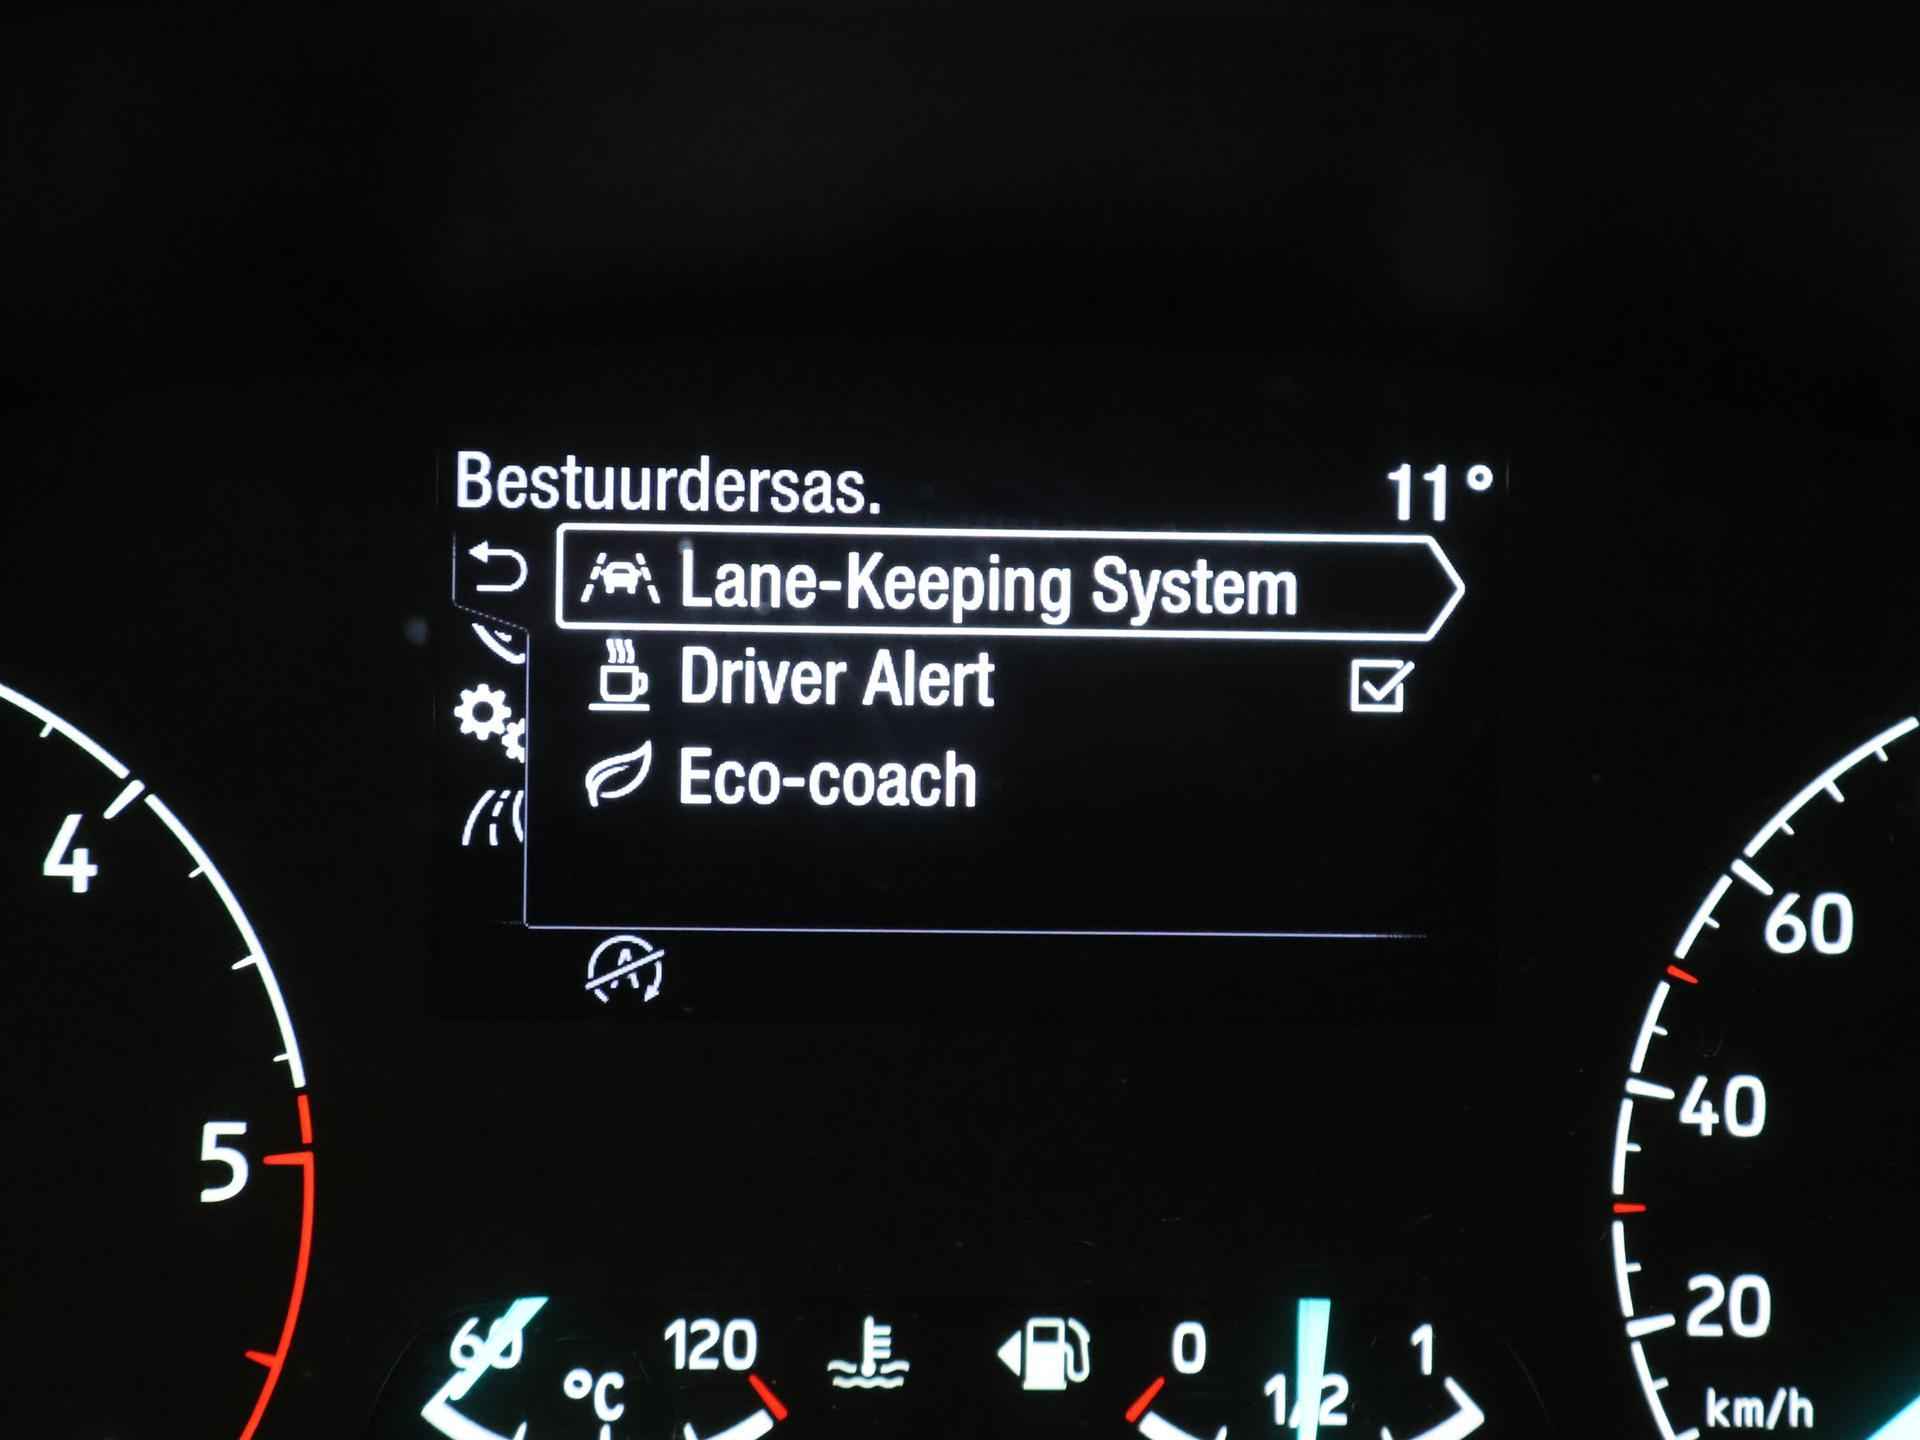 Bestuurdersas. 11°
Lane-Keeping System
Driver Alert
Eco-coach
A
4
5
60
40
20
km/h
60 120
°C
0 1/2 1